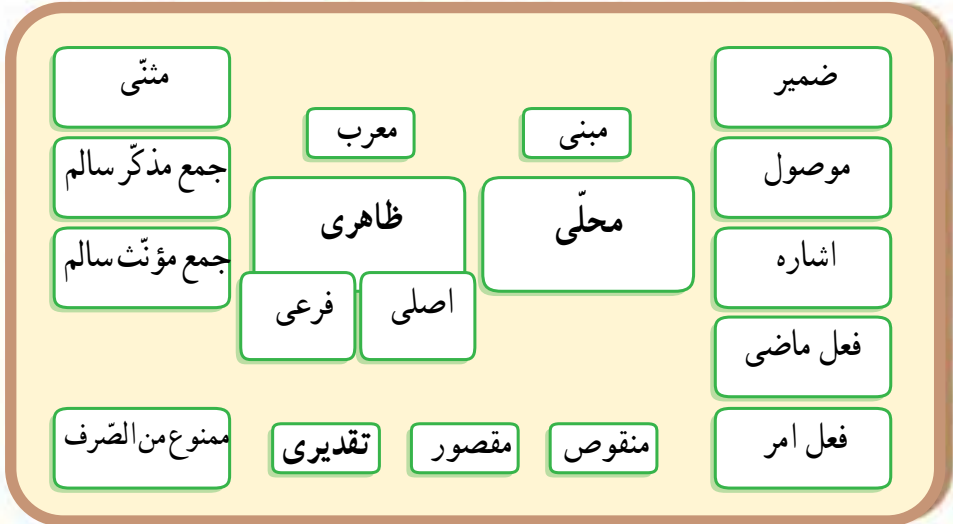 ضمیر
مثنّی
مبنی
معرب
موصول
جمع مذکّر سالم
محلّی
ظاهری
اشاره
جمع مؤنّث سالم
اصلی
فرعی
فعل ماضی
فعل امر
منقوص
مقصور
تقدیری
ممنوع من الصّرف